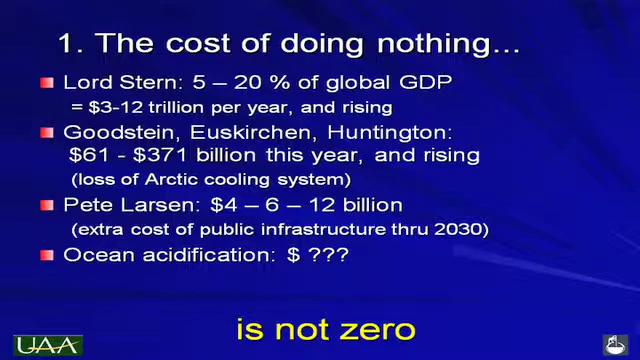 1. The cost of doing nothing...
Lord Stern: 5 – 20 % of global GDP
= $3-12 trillion per year, and rising
Goodstein, Euskirchen, Huntington:
$61 - $371 billion this year, and rising
(loss of Arctic cooling system)
Pete Larsen: $4 – 6 – 12 billion
(extra cost of public infrastructure thru 2030)
Ocean acidification: $ ???
is not zero
UAA